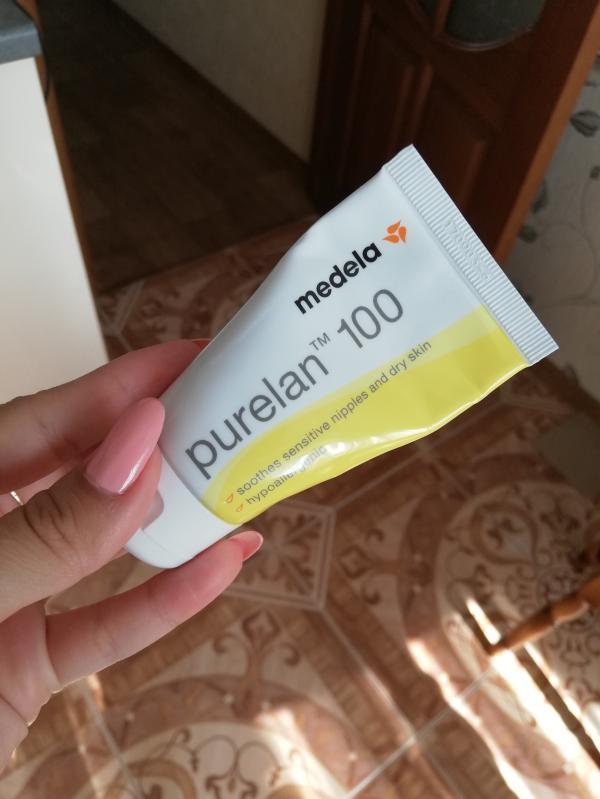 medela
purelan™ 100
soothes sensitive nipples and dry skin
hypoallergenic